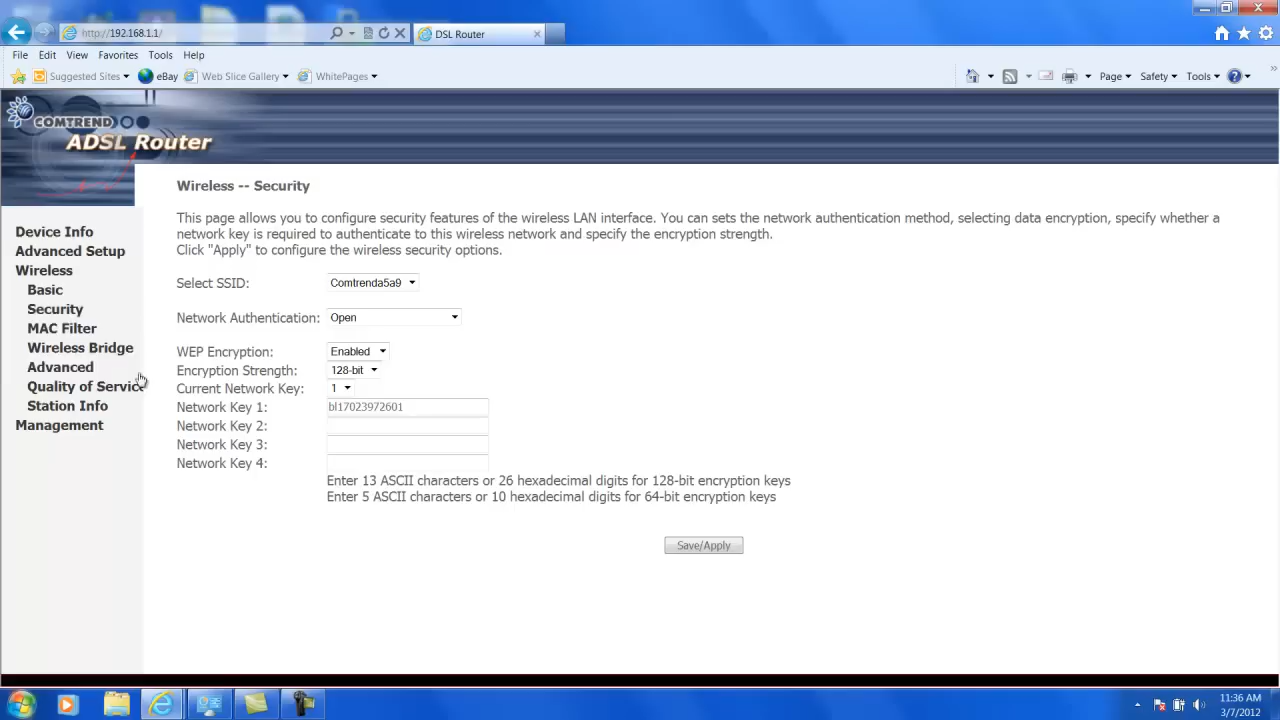 http://192.168.1.1/
DSL Router
File Edit View Favorites Tools Help
Suggested Sites eBay Web Slice Gallery WhitePages Page Safety Tools
COMTREND
ADSL Router
Device Info
Advanced Setup
Wireless
Basic
Security
MAC Filter
Wireless Bridge
Advanced
Quality of Service
Station Info
Management
Wireless -- Security
This page allows you to configure security features of the wireless LAN interface. You can sets the network authentication method, selecting data encryption, specify whether a
network key is required to authenticate to this wireless network and specify the encryption strength.
Click "Apply" to configure the wireless security options.
Select SSID: Comtrenda5a9
Network Authentication: Open
WEP Encryption: Enabled
Encryption Strength: 128-bit
Current Network Key: 1
Network Key 1: bl17023972601
Network Key 2:
Network Key 3:
Network Key 4:
Enter 13 ASCII characters or 26 hexadecimal digits for 128-bit encryption keys
Enter 5 ASCII characters or 10 hexadecimal digits for 64-bit encryption keys
Save/Apply
11:36 AM
3/7/2012